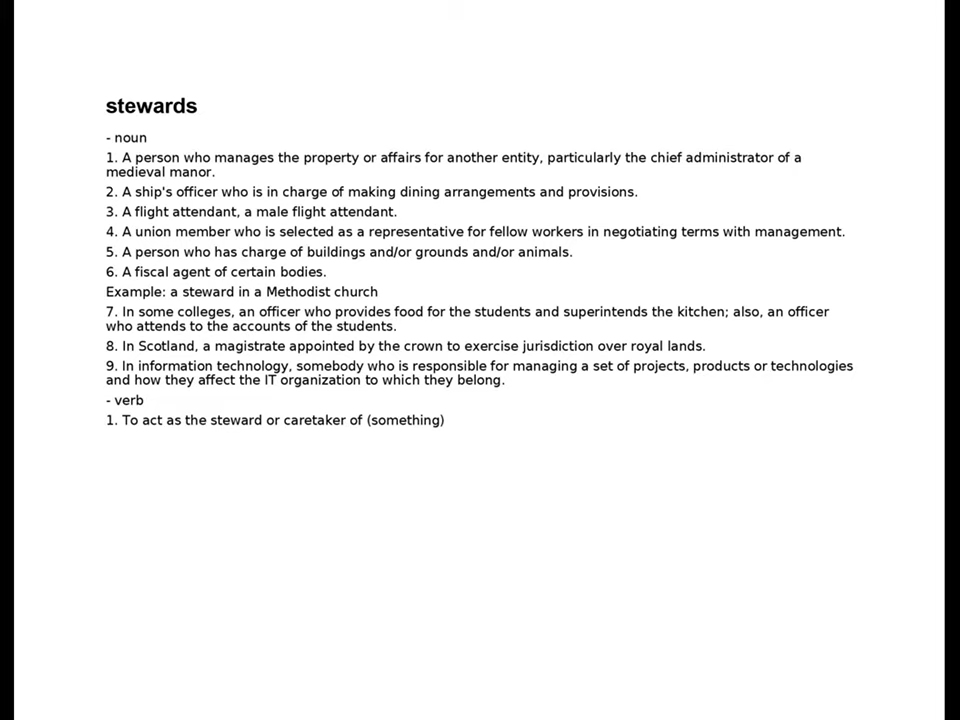 stewards
- noun
1. A person who manages the property or affairs for another entity, particularly the chief administrator of a
medieval manor.
2. A ship's officer who is in charge of making dining arrangements and provisions.
3. A flight attendant, a male flight attendant.
4. A union member who is selected as a representative for fellow workers in negotiating terms with management.
5. A person who has charge of buildings and/or grounds and/or animals.
6. A fiscal agent of certain bodies.
Example: a steward in a Methodist church
7. In some colleges, an officer who provides food for the students and superintends the kitchen; also, an officer
who attends to the accounts of the students.
8. In Scotland, a magistrate appointed by the crown to exercise jurisdiction over royal lands.
9. In information technology, somebody who is responsible for managing a set of projects, products or technologies
and how they affect the IT organization to which they belong.
- verb
1. To act as the steward or caretaker of (something)